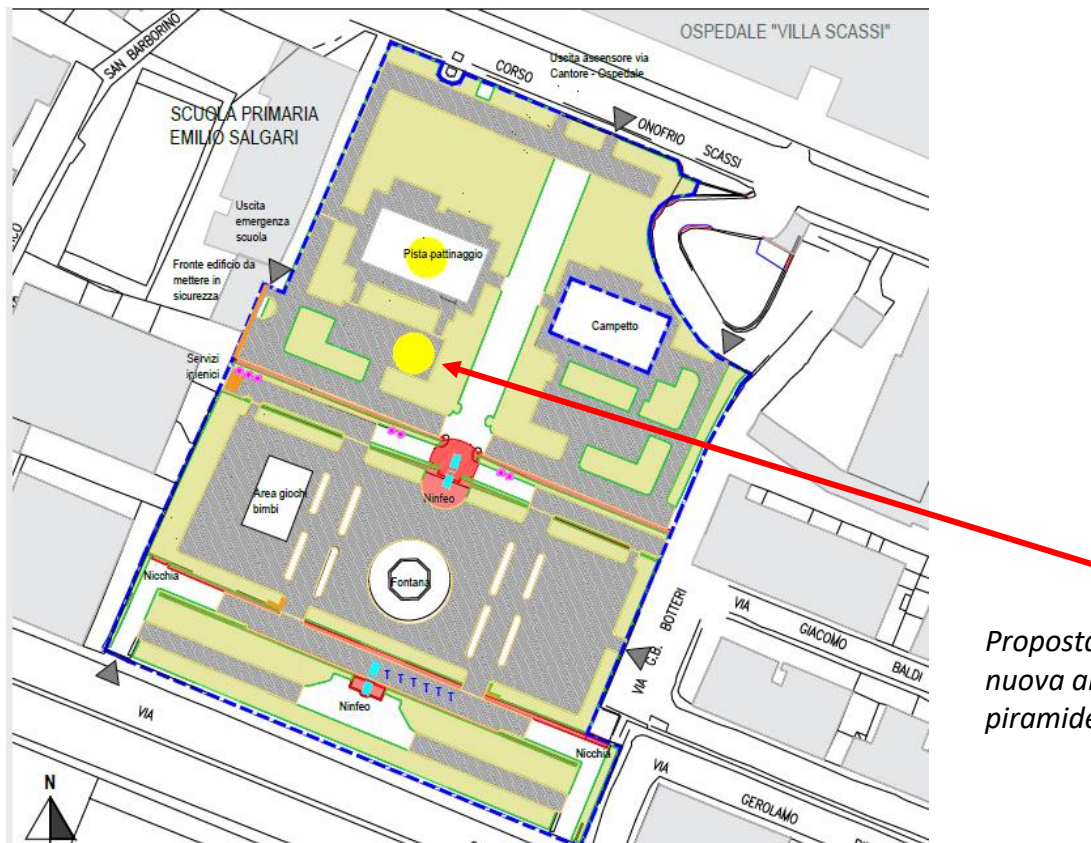 OSPEDALE "VILLA SCASSI"
SAN BARBORINO
Uscita ascensore via
Cantore - Ospedale
CORSO
ONOFRIO
SCASSI
SCUOLA PRIMARIA
EMILIO SALGARI
Uscita
emergenza
scuola
Fronte edificio da
mettere in
sicurezza
Pista pattinaggio
Campetto
Servizi
igienici
Ninfeo
Area giochi
bimbi
Fontana
Nicchia
T T T T T T
Ninfeo
Nicchia
VIA
G.B.
BOTTERI
VIA
GIACOMO
BALDI
VIA
VIA
GEROLAMO
N
Proposta
nuova
piramide